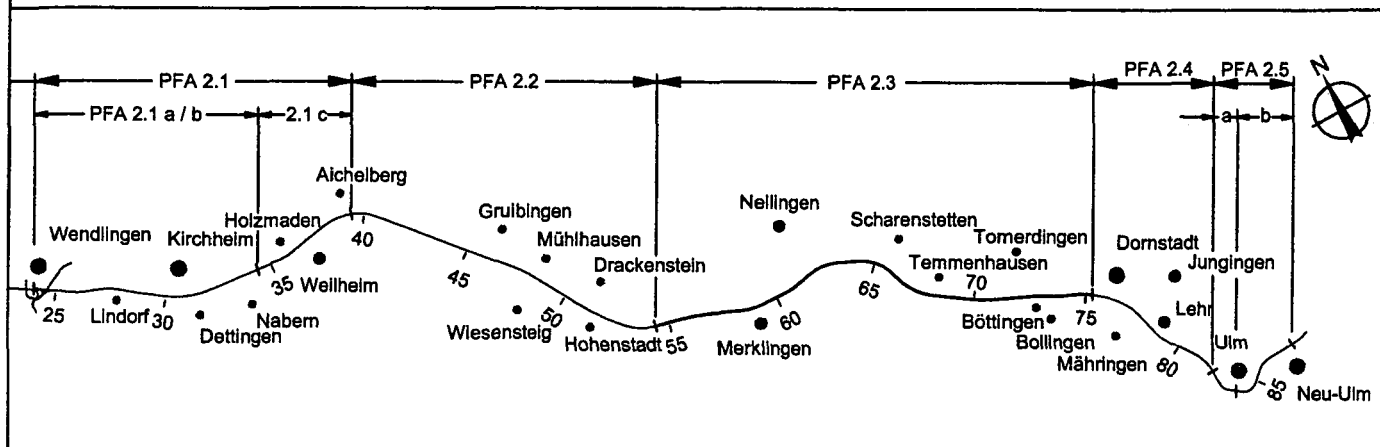 PFA 2.1
PFA 2.2
PFA 2.3
PFA 2.4
PFA 2.5
N
PFA 2.1 a / b
2.1 c
a
b
Aichelberg
Wendlingen
Kirchheim
Holzmaden
Weilheim
Lindorf
Dettingen
Nabern
25
30
35
40
Gruibingen
Mühlhausen
Drackenstein
Wiesensteig
Hohenstadt
45
50
55
Nellingen
Merklingen
60
65
Scharenstetten
Temmenhausen
Tomerdingen
70
Böttingen
Bollingen
Mähringen
75
Dornstadt
Jungingen
Lehr
80
Ulm
85
Neu-Ulm